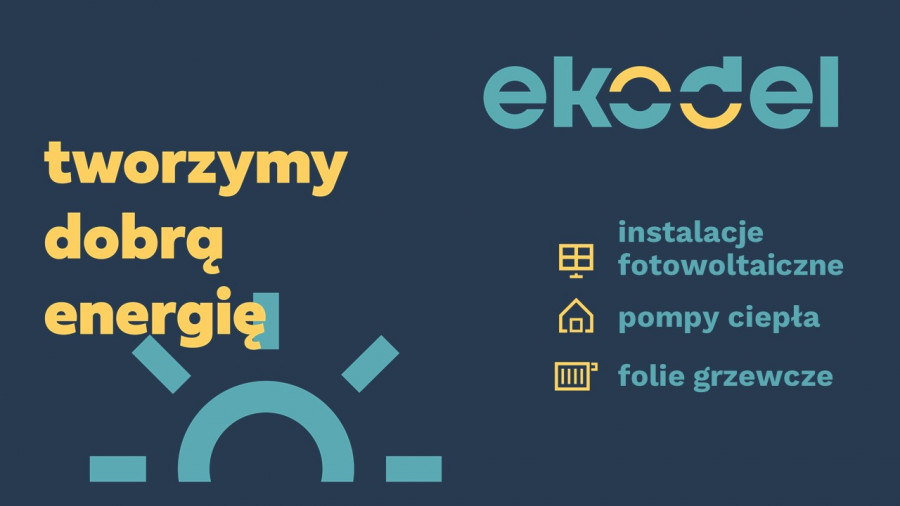 ekodel
tworzymy
dobrą
energię
instalacje
fotowoltaiczne
pompy ciepła
folie grzewcze